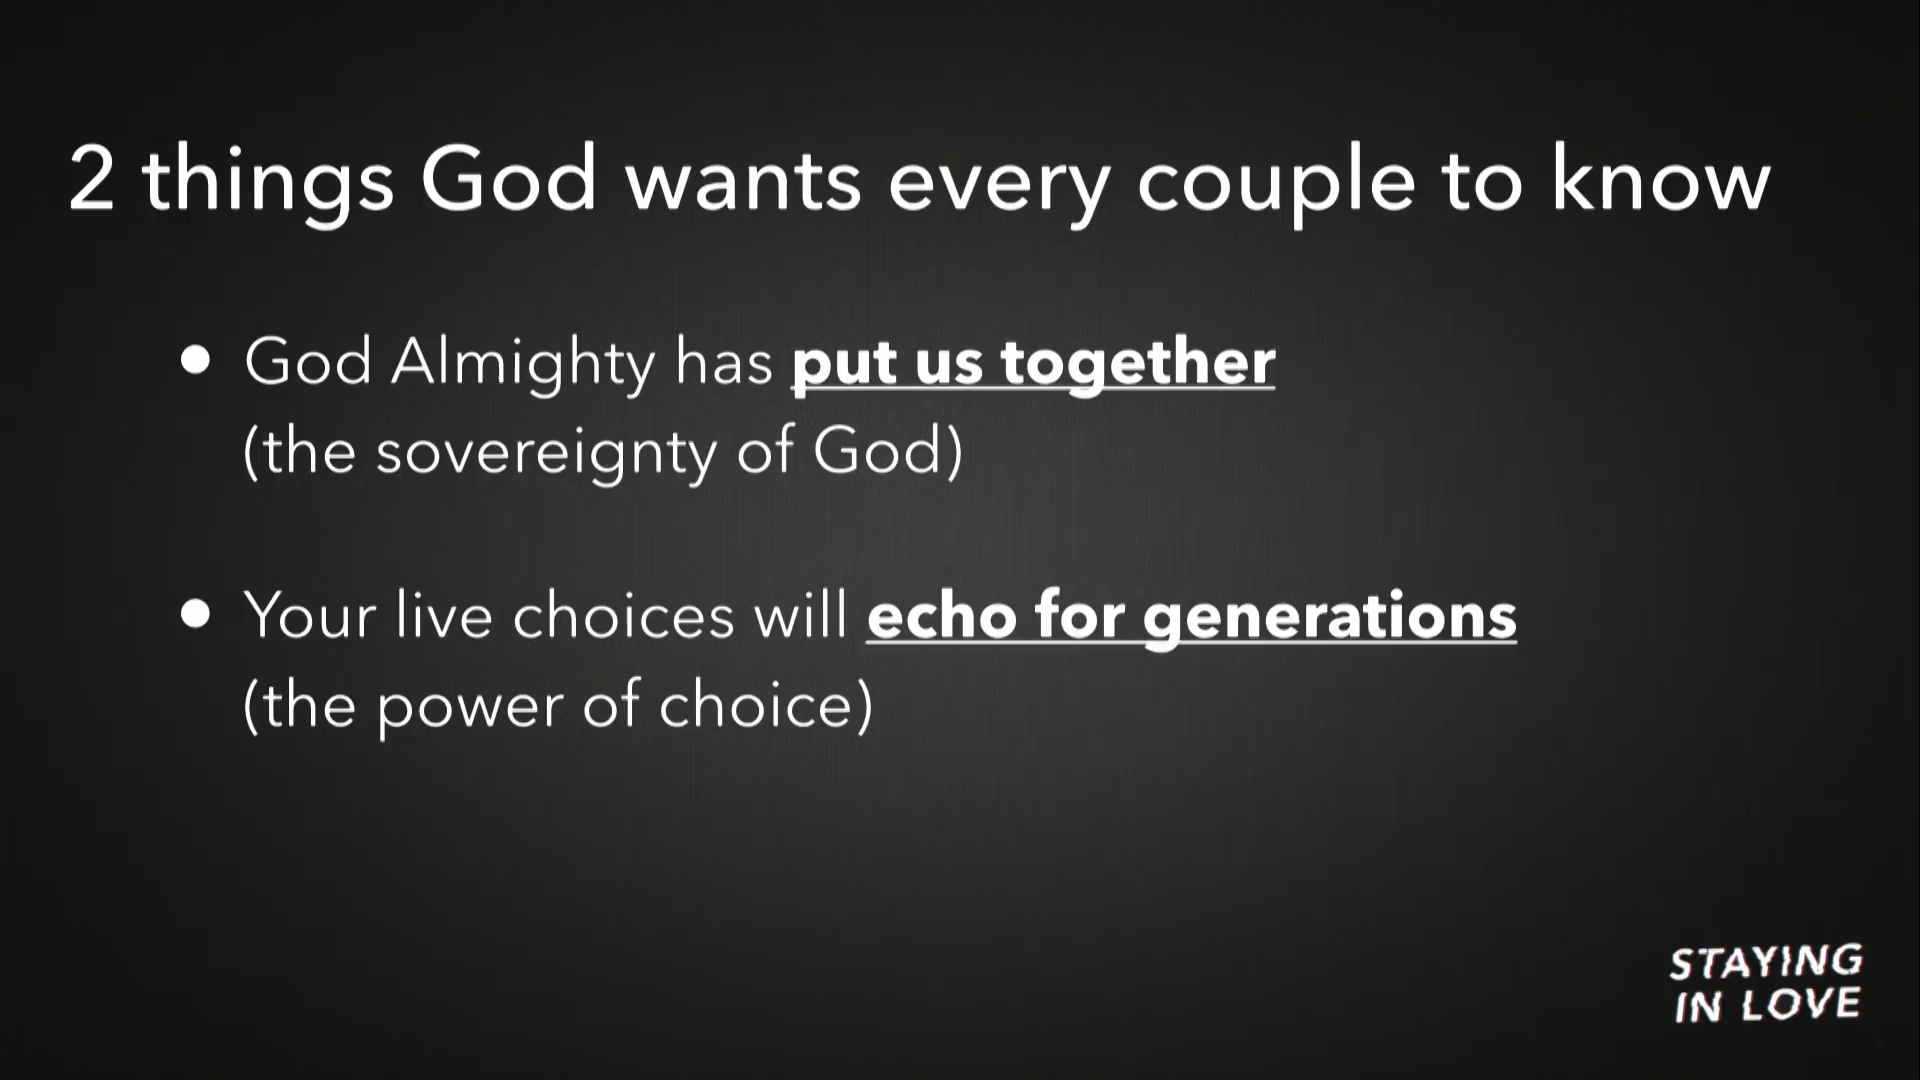 2 things God wants every couple to know
• God Almighty has put us together
(the sovereignty of God)
• Your live choices will echo for generations
(the power of choice)
STAYING
IN LOVE